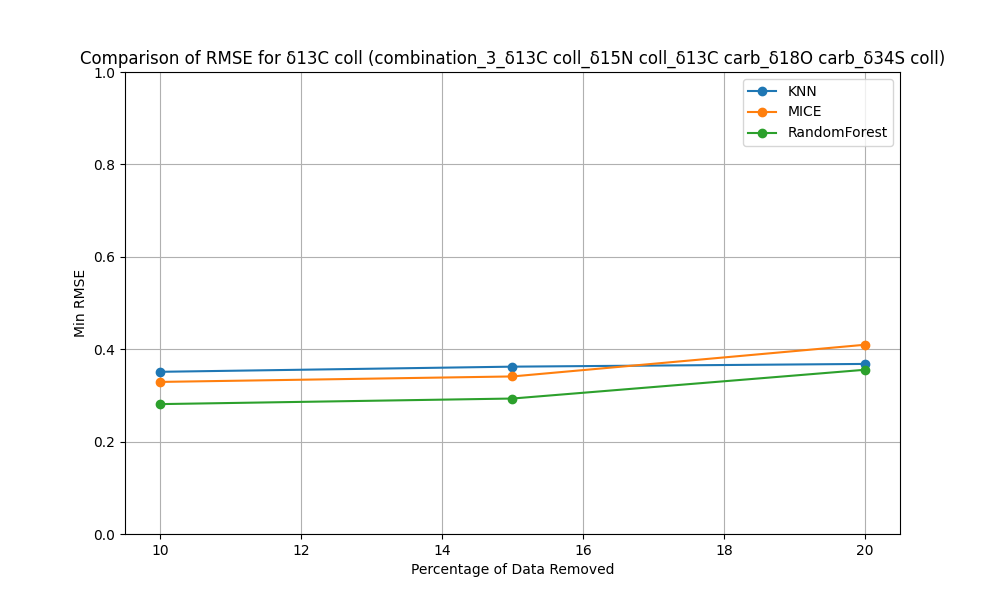 Comparison of RMSE for δ13C coll (combination_3_δ13C coll_δ15N coll_δ13C carb_δ18O carb_δ34S coll)
KNN
MICE
RandomForest
Min RMSE
1.0
0.8
0.6
0.4
0.2
0.0
10 12 14 16 18 20
Percentage of Data Removed